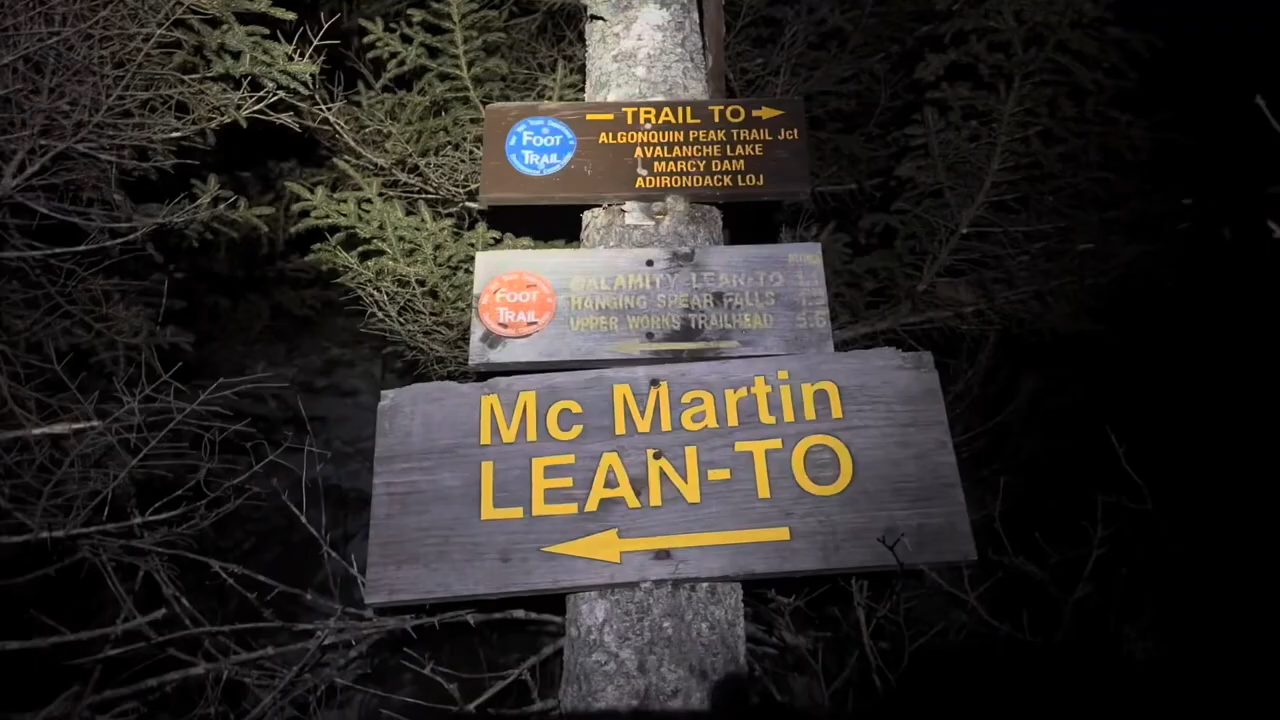 TRAIL TO
ALGONQUIN PEAK TRAIL Jct
AVALANCHE LAKE
MARCY DAM
ADIRONDACK LOJ
FOOT
TRAIL
CALAMITY LEAN-TO
HANGING SPEAR FALLS
UPPER WORKS TRAILHEAD 5.6
FOOT
TRAIL
Mc Martin
LEAN-TO